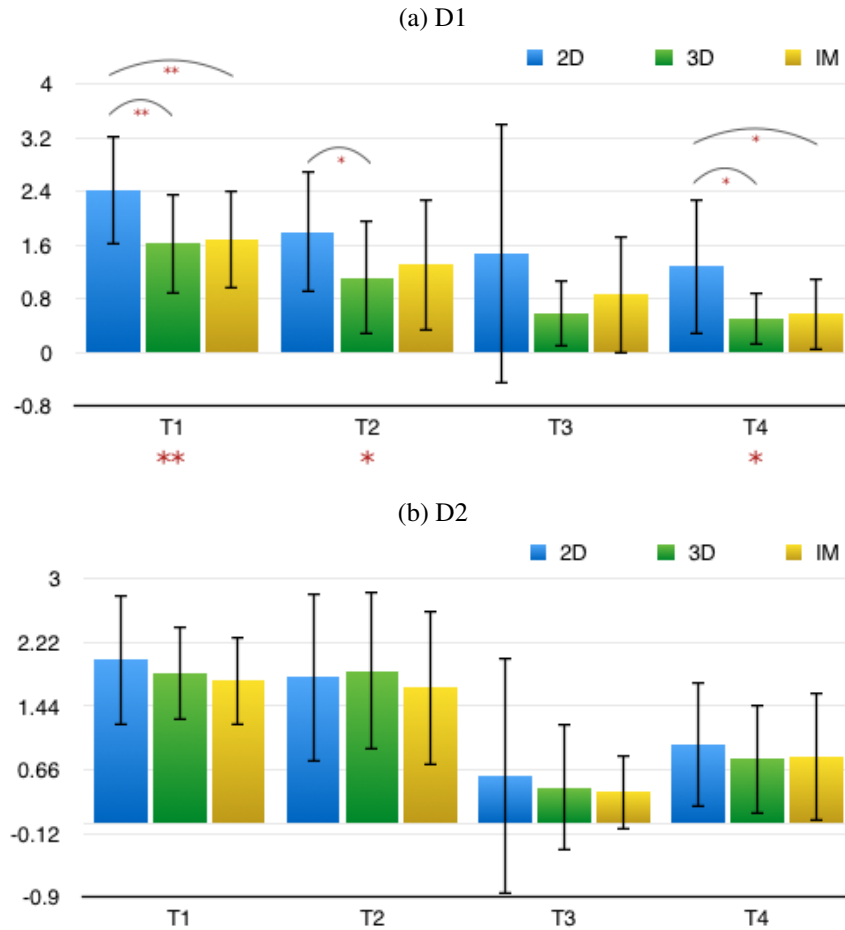 (a) D1
2D 3D IM
** 
4
**
3.2
* *
*
2.4
1.6
0.8
0
-0.8
T1 T2 T3 T4
** * *
(b) D2
2D 3D IM
3
2.22
1.44
0.66
-0.12
-0.9
T1 T2 T3 T4